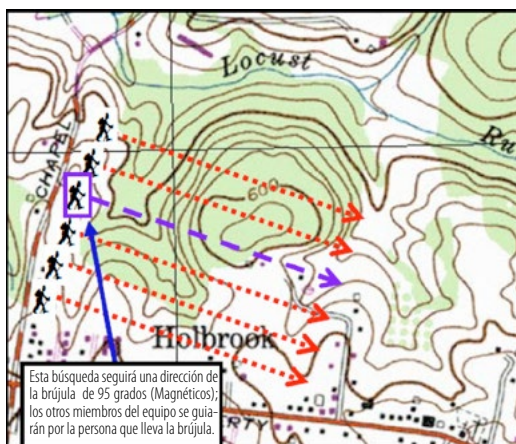 Locust
Ru
CHAPEL
600
Holbrook
ERTY
Esta búsqueda seguirá una dirección de
la brújula de 95 grados (Magnéticos);
los otros miembros del equipo se guia-
rán por la persona que lleva la brújula.